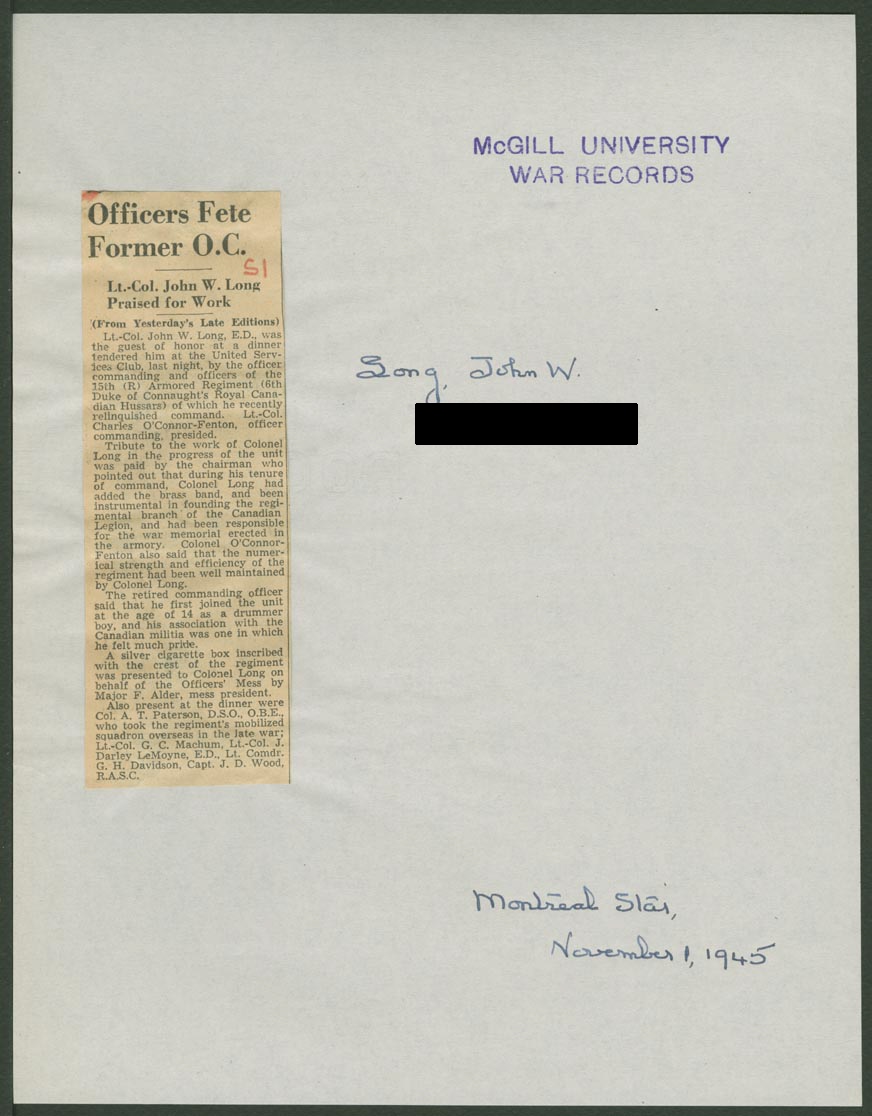 McGILL UNIVERSITY
WAR RECORDS
Officers Fete
Former O.C.
51
Lt.-Col. John W. Long
Praised for Work
(From Yesterday's Late Editions)
Lt.-Col. John W. Long, E.D., was
the guest of honor at a dinner
tendered him at the United Serv-
ices Club, last night, by the officer
commanding and officers of the
15th (R) Armored Regiment (6th
Duke of Connaught's Royal Cana-
dian Hussars) of which he recently
relinquished command. Lt.-Col.
Charles O'Connor-Fenton, officer
commanding, presided.
Tribute to the work of Colonel
Long in the progress of the unit
was paid by the chairman who
pointed out that during his tenure
of command, Colonel Long had
added the brass band, and been
instrumental in founding the regi-
mental branch of the Canadian
Legion, and had been responsible
for the war memorial erected in
the armory. Colonel O'Connor-
Fenton also said that the numer-
ical strength and efficiency of the
regiment had been well maintained
by Colonel Long.
The retired commanding officer
said that he first joined the unit
at the age of 14 as a drummer
boy, and his association with the
Canadian militia was one in which
he felt much pride.
A silver cigarette box inscribed
with the crest of the regiment
was presented to Colonel Long on
behalf of the Officers' Mess by
Major F. Alder, mess president.
Also present at the dinner were
Col. A. T. Paterson, D.S.O., O.B.E.,
who took the regiment's mobilized
squadron overseas in the late war;
Lt.-Col. G. C. Machum, Lt.-Col. J.
Darley LeMoyne, E.D., Lt. Comdr.
G. H. Davidson, Capt. J. D. Wood,
R.A.S.C.
Long, John W.
Montreal Star,
November 1, 1945